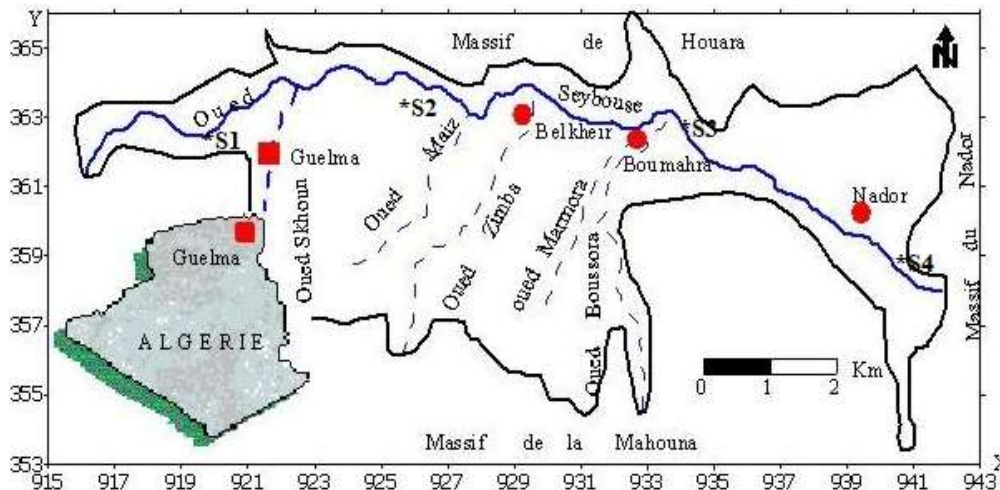 Y
365
363
361
359
357
355
353
915 917 919 921 923 925 927 929 931 933 935 937 939 941 943
Massif de Houara
N
Oued Seybouse
*S1
*S2
*S3
*S4
Guelma
Belkheir
Boumahra
Nador
Oued Skhoun
Oued Maiz
Oued Zimba
oued Marmora
Oued Boussora
Massif du Nador
Guelma
ALGERIE
0 1 2 Km
Massif de la Mahouna